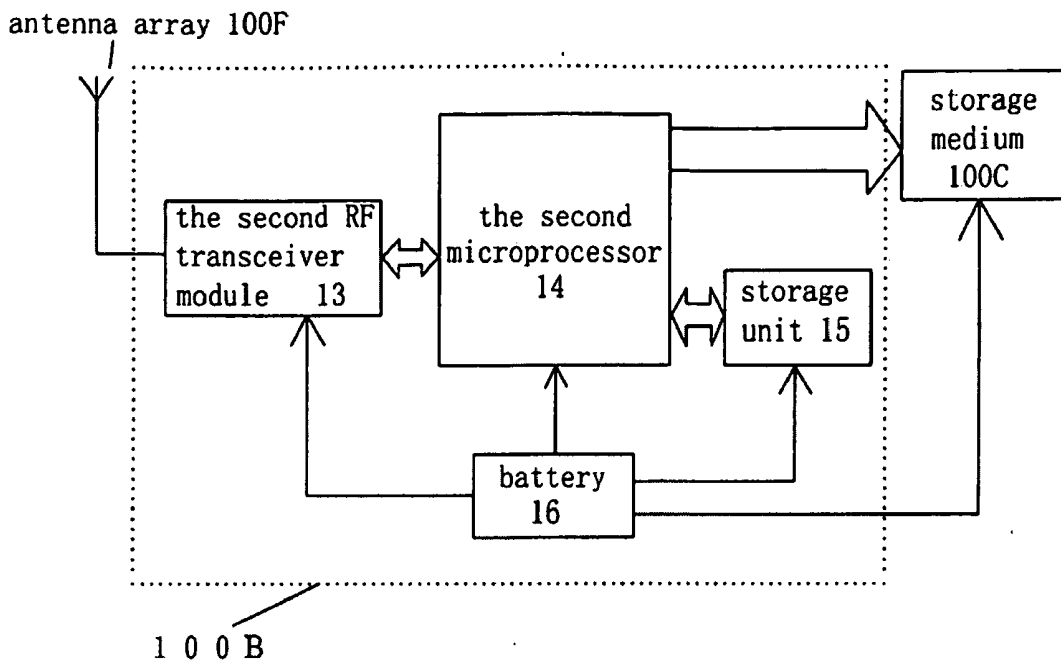 antenna array 100F
storage
medium
100C
the second RF
transceiver
module 13
the second
microprocessor
14
storage
unit 15
battery
16
1 0 0 B